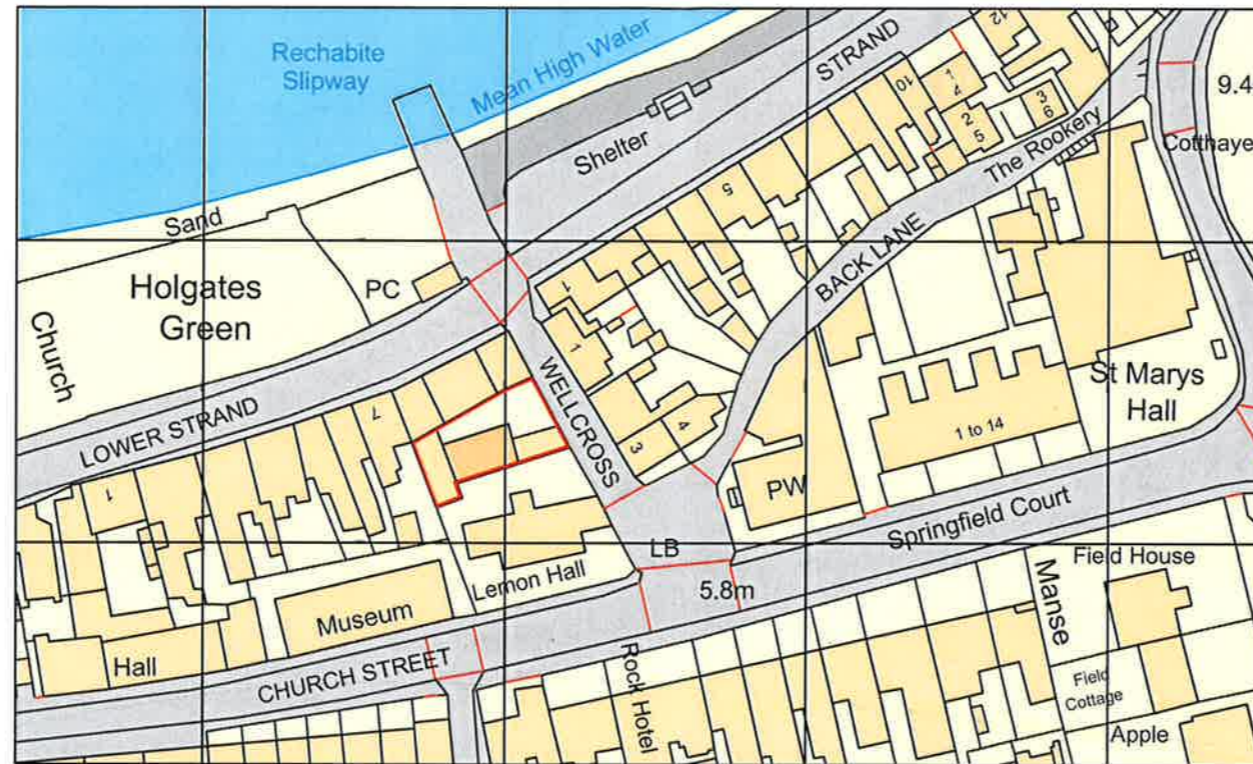 Rechabite
Slipway
Mean High Water
STRAND
12
9.4
Shelter
10
1
4
2
5
3
6
The Rookery
Cotthaye
Sand
5
Holgates
Green
PC
BACK LANE
Church
1
1
WELLCROSS
St Marys
Hall
LOWER STRAND
7
3
4
1 to 14
1
PW
Springfield Court
LB
Field House
Lemon Hall
5.8m
Museum
Manse
Hall
CHURCH STREET
Rock Hotel
Field
Cottage
Apple